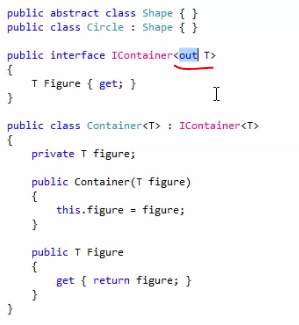 public abstract class Shape { }
public class Circle : Shape { }
public interface IContainer<out T>
{
T Figure { get; }
}
public class Container<T> : IContainer<T>
{
private T figure;
public Container(T figure)
{
this.figure = figure;
}
public T Figure
{
get { return figure; }
}
}